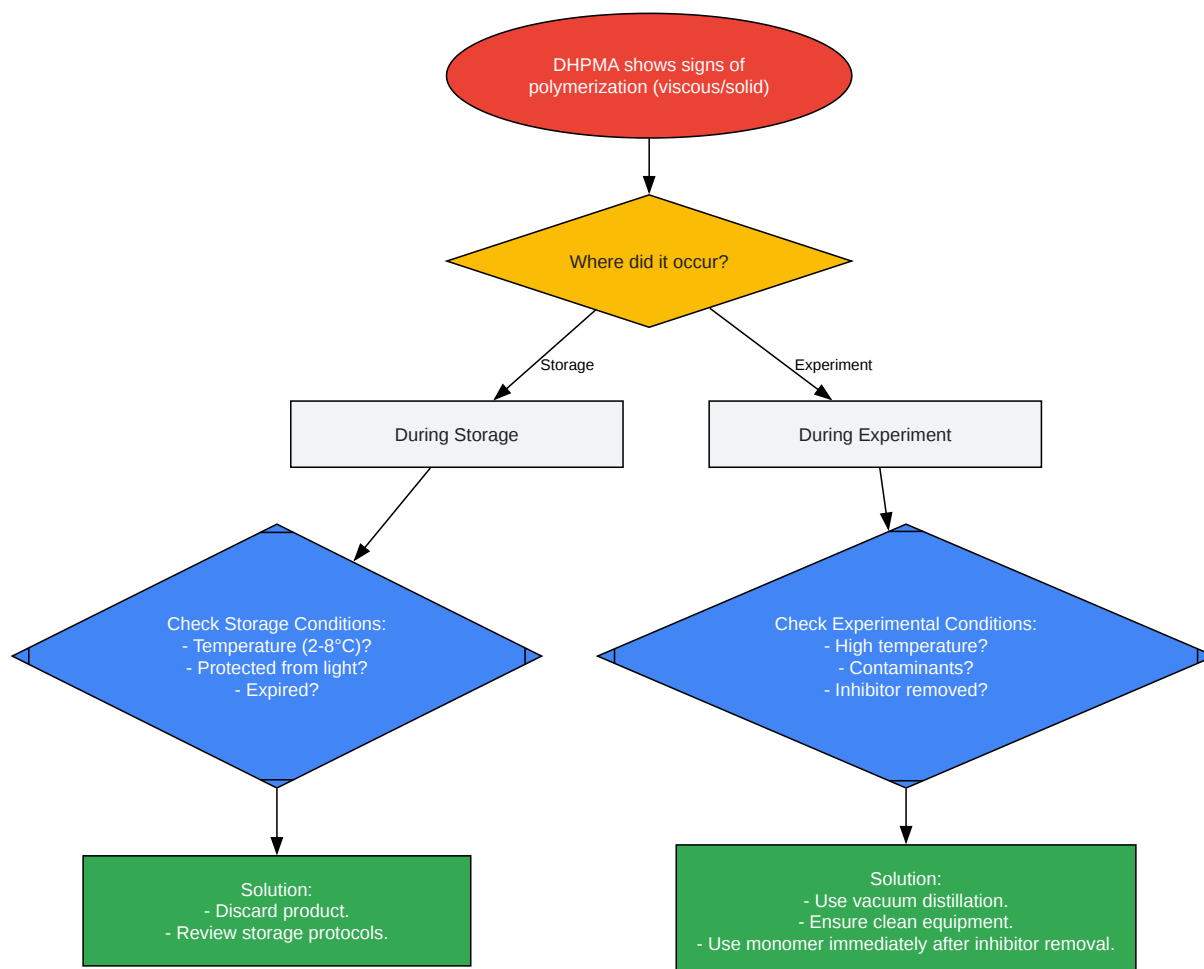 DHPMA shows signs of
polymerization (viscous/solid)
Where did it occur?
Storage
Experiment
During Storage
During Experiment
Check Storage Conditions:
- Temperature (2-8°C)?
- Protected from light?
- Expired?
Check Experimental Conditions:
- High temperature?
- Contaminants?
- Inhibitor removed?
Solution:
- Discard product.
- Review storage protocols.
Solution:
- Use vacuum distillation.
- Ensure clean equipment.
- Use monomer immediately after inhibitor removal.